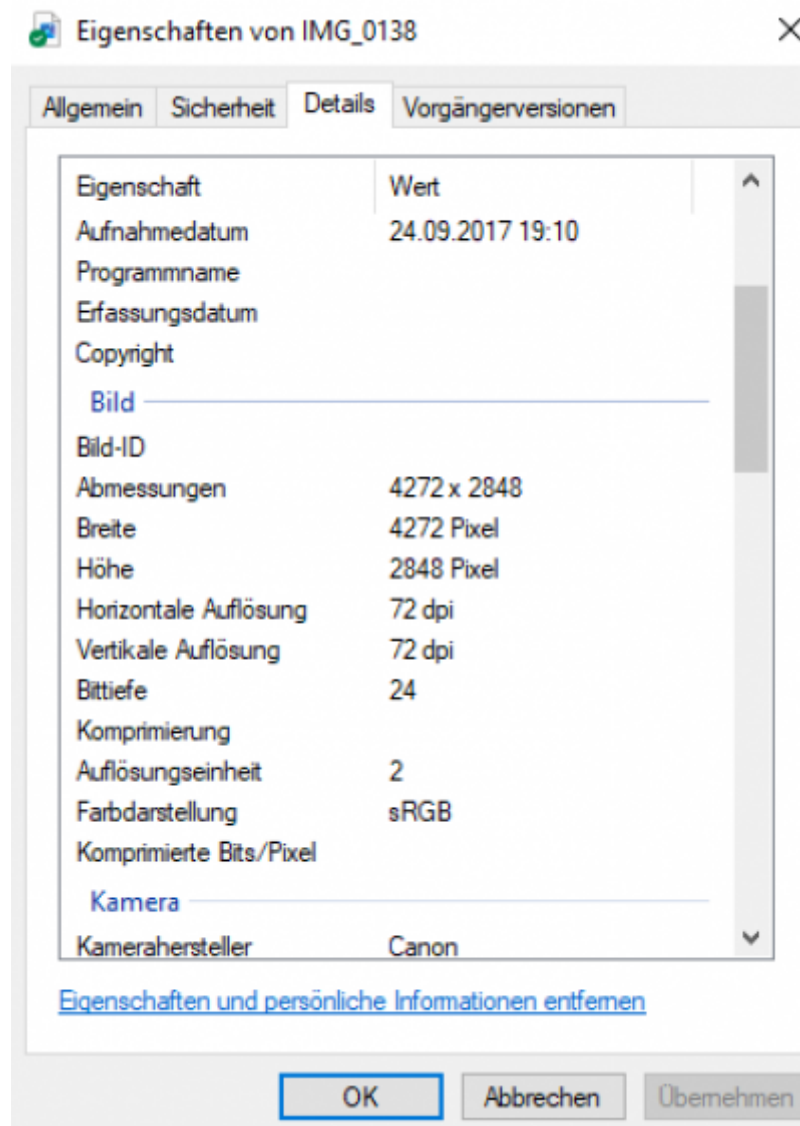 Eigenschaften von IMG_0138
Allgemein Sicherheit Details Vorgängerversionen
Eigenschaft Wert
Aufnahmedatum 24.09.2017 19:10
Programmname
Erfassungsdatum
Copyright
Bild
Bild-ID
Abmessungen 4272 x 2848
Breite 4272 Pixel
Höhe 2848 Pixel
Horizontale Auflösung 72 dpi
Vertikale Auflösung 72 dpi
Bittiefe 24
Komprimierung
Auflösungseinheit 2
Farbdarstellung sRGB
Komprimierte Bits/Pixel
Kamera
Kamerahersteller Canon
Eigenschaften und persönliche Informationen entfernen
OK Abbrechen Übernehmen